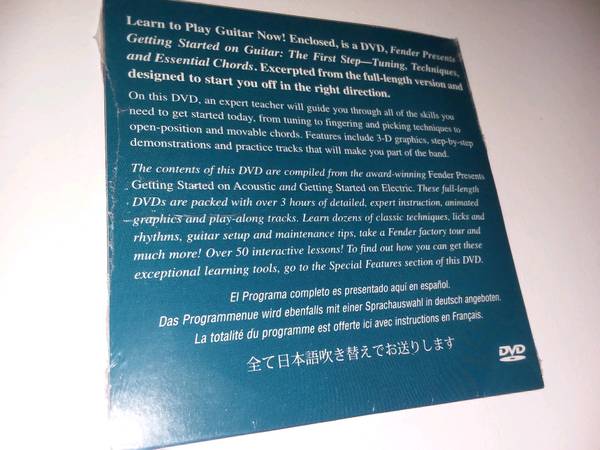 Learn to Play Guitar Now! Enclosed, is a DVD, Fender Presents
Getting Started on Guitar: The First Step—Tuning, Techniques,
and Essential Chords. Excerpted from the full-length version and
designed to start you off in the right direction.
On this DVD, an expert teacher will guide you through all of the skills you
need to get started today, from tuning to fingering and picking techniques to
open-position and movable chords. Features include 3-D graphics, step-by-step
demonstrations and practice tracks that will make you part of the band.
The contents of this DVD are compiled from the award-winning Fender Presents
Getting Started on Acoustic and Getting Started on Electric. These full-length
DVDs are packed with over 3 hours of detailed, expert instruction, animated
graphics and play-along tracks. Learn dozens of classic techniques, licks and
rhythms, guitar setup and maintenance tips, take a Fender factory tour and
much more! Over 50 interactive lessons! To find out how you can get these
exceptional learning tools, go to the Special Features section of this DVD.
El Programa completo es presentado aquí en español.
Das Programmenue wird ebenfalls mit einer Sprachauswahl in deutsch angeboten.
La totalité du programme est offerte ici avec instructions en Français.
全て日本語吹き替えでお送りします
DVD